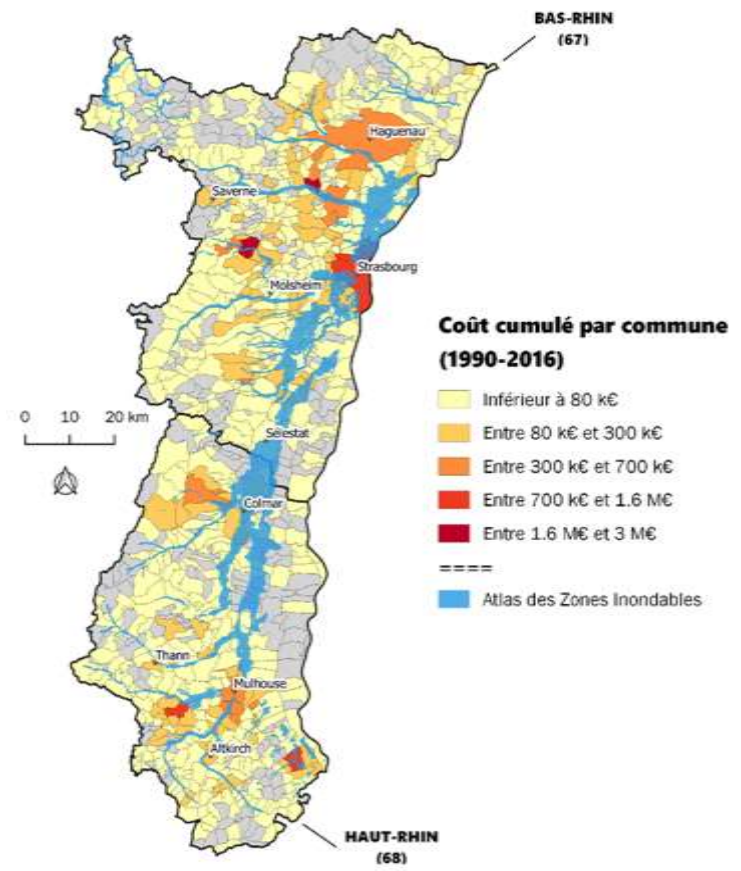 BAS-RHIN
(67)
Haguenau
Saverne
Strasbourg
Molsheim
Coût cumulé par commune
(1990-2016)
Inférieur à 80 k€
0 10 20 km
Entre 80 k€ et 300 k€
Sélestat
Entre 300 k€ et 700 k€
Entre 700 k€ et 1.6 M€
Colmar
Entre 1.6 M€ et 3 M€
====
Atlas des Zones Inondables
Thann
Mulhouse
Altkirch
HAUT-RHIN
(68)